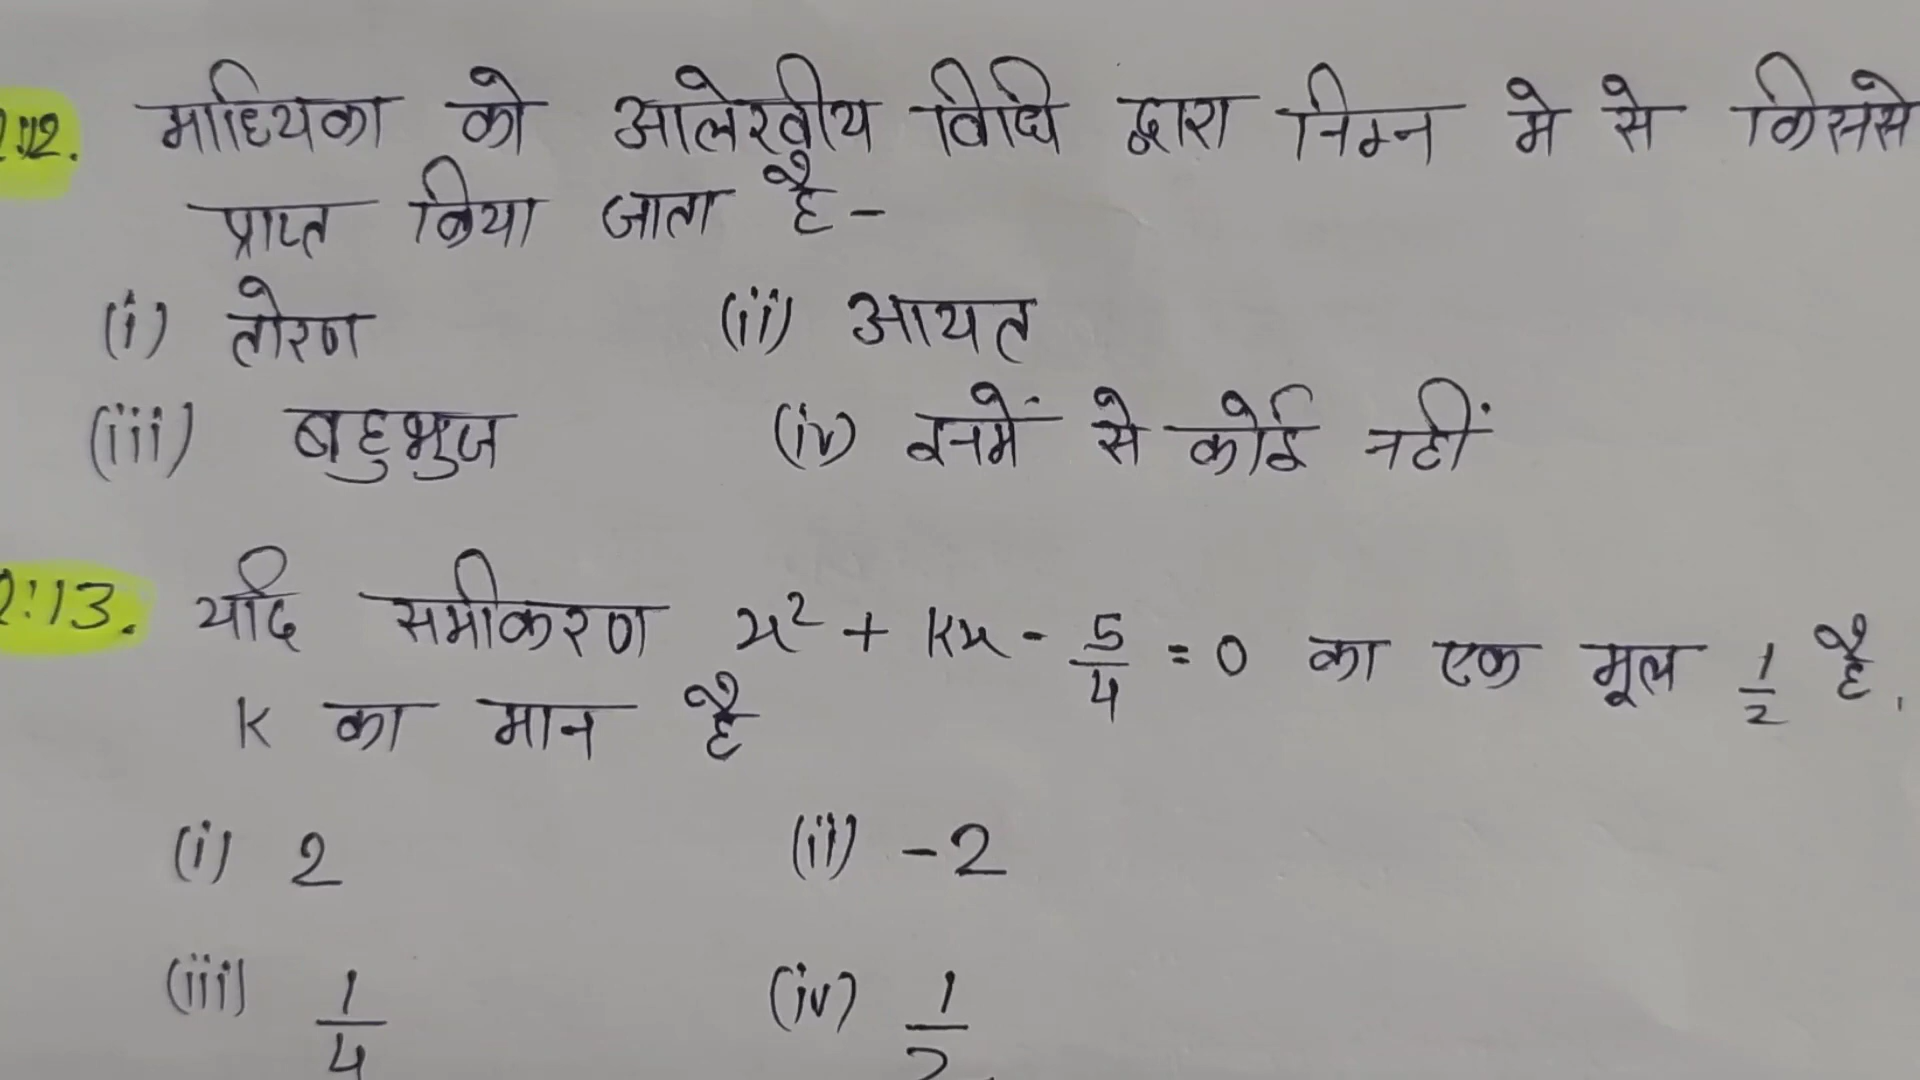 Q:12. माध्यिका को आलेखीय विधि द्वारा निम्न मे से किससे
प्राप्त किया जाता है -
(i) तोरण (ii) आयत
(iii) बहुभुज (iv) इनमें से कोई नहीं
Q:13. यदि समीकरण x² + kx - 5/4 = 0 का एक मूल 1/2 है,
K का मान है
(i) 2 (ii) -2
(iii) 1/4 (iv) 1/2